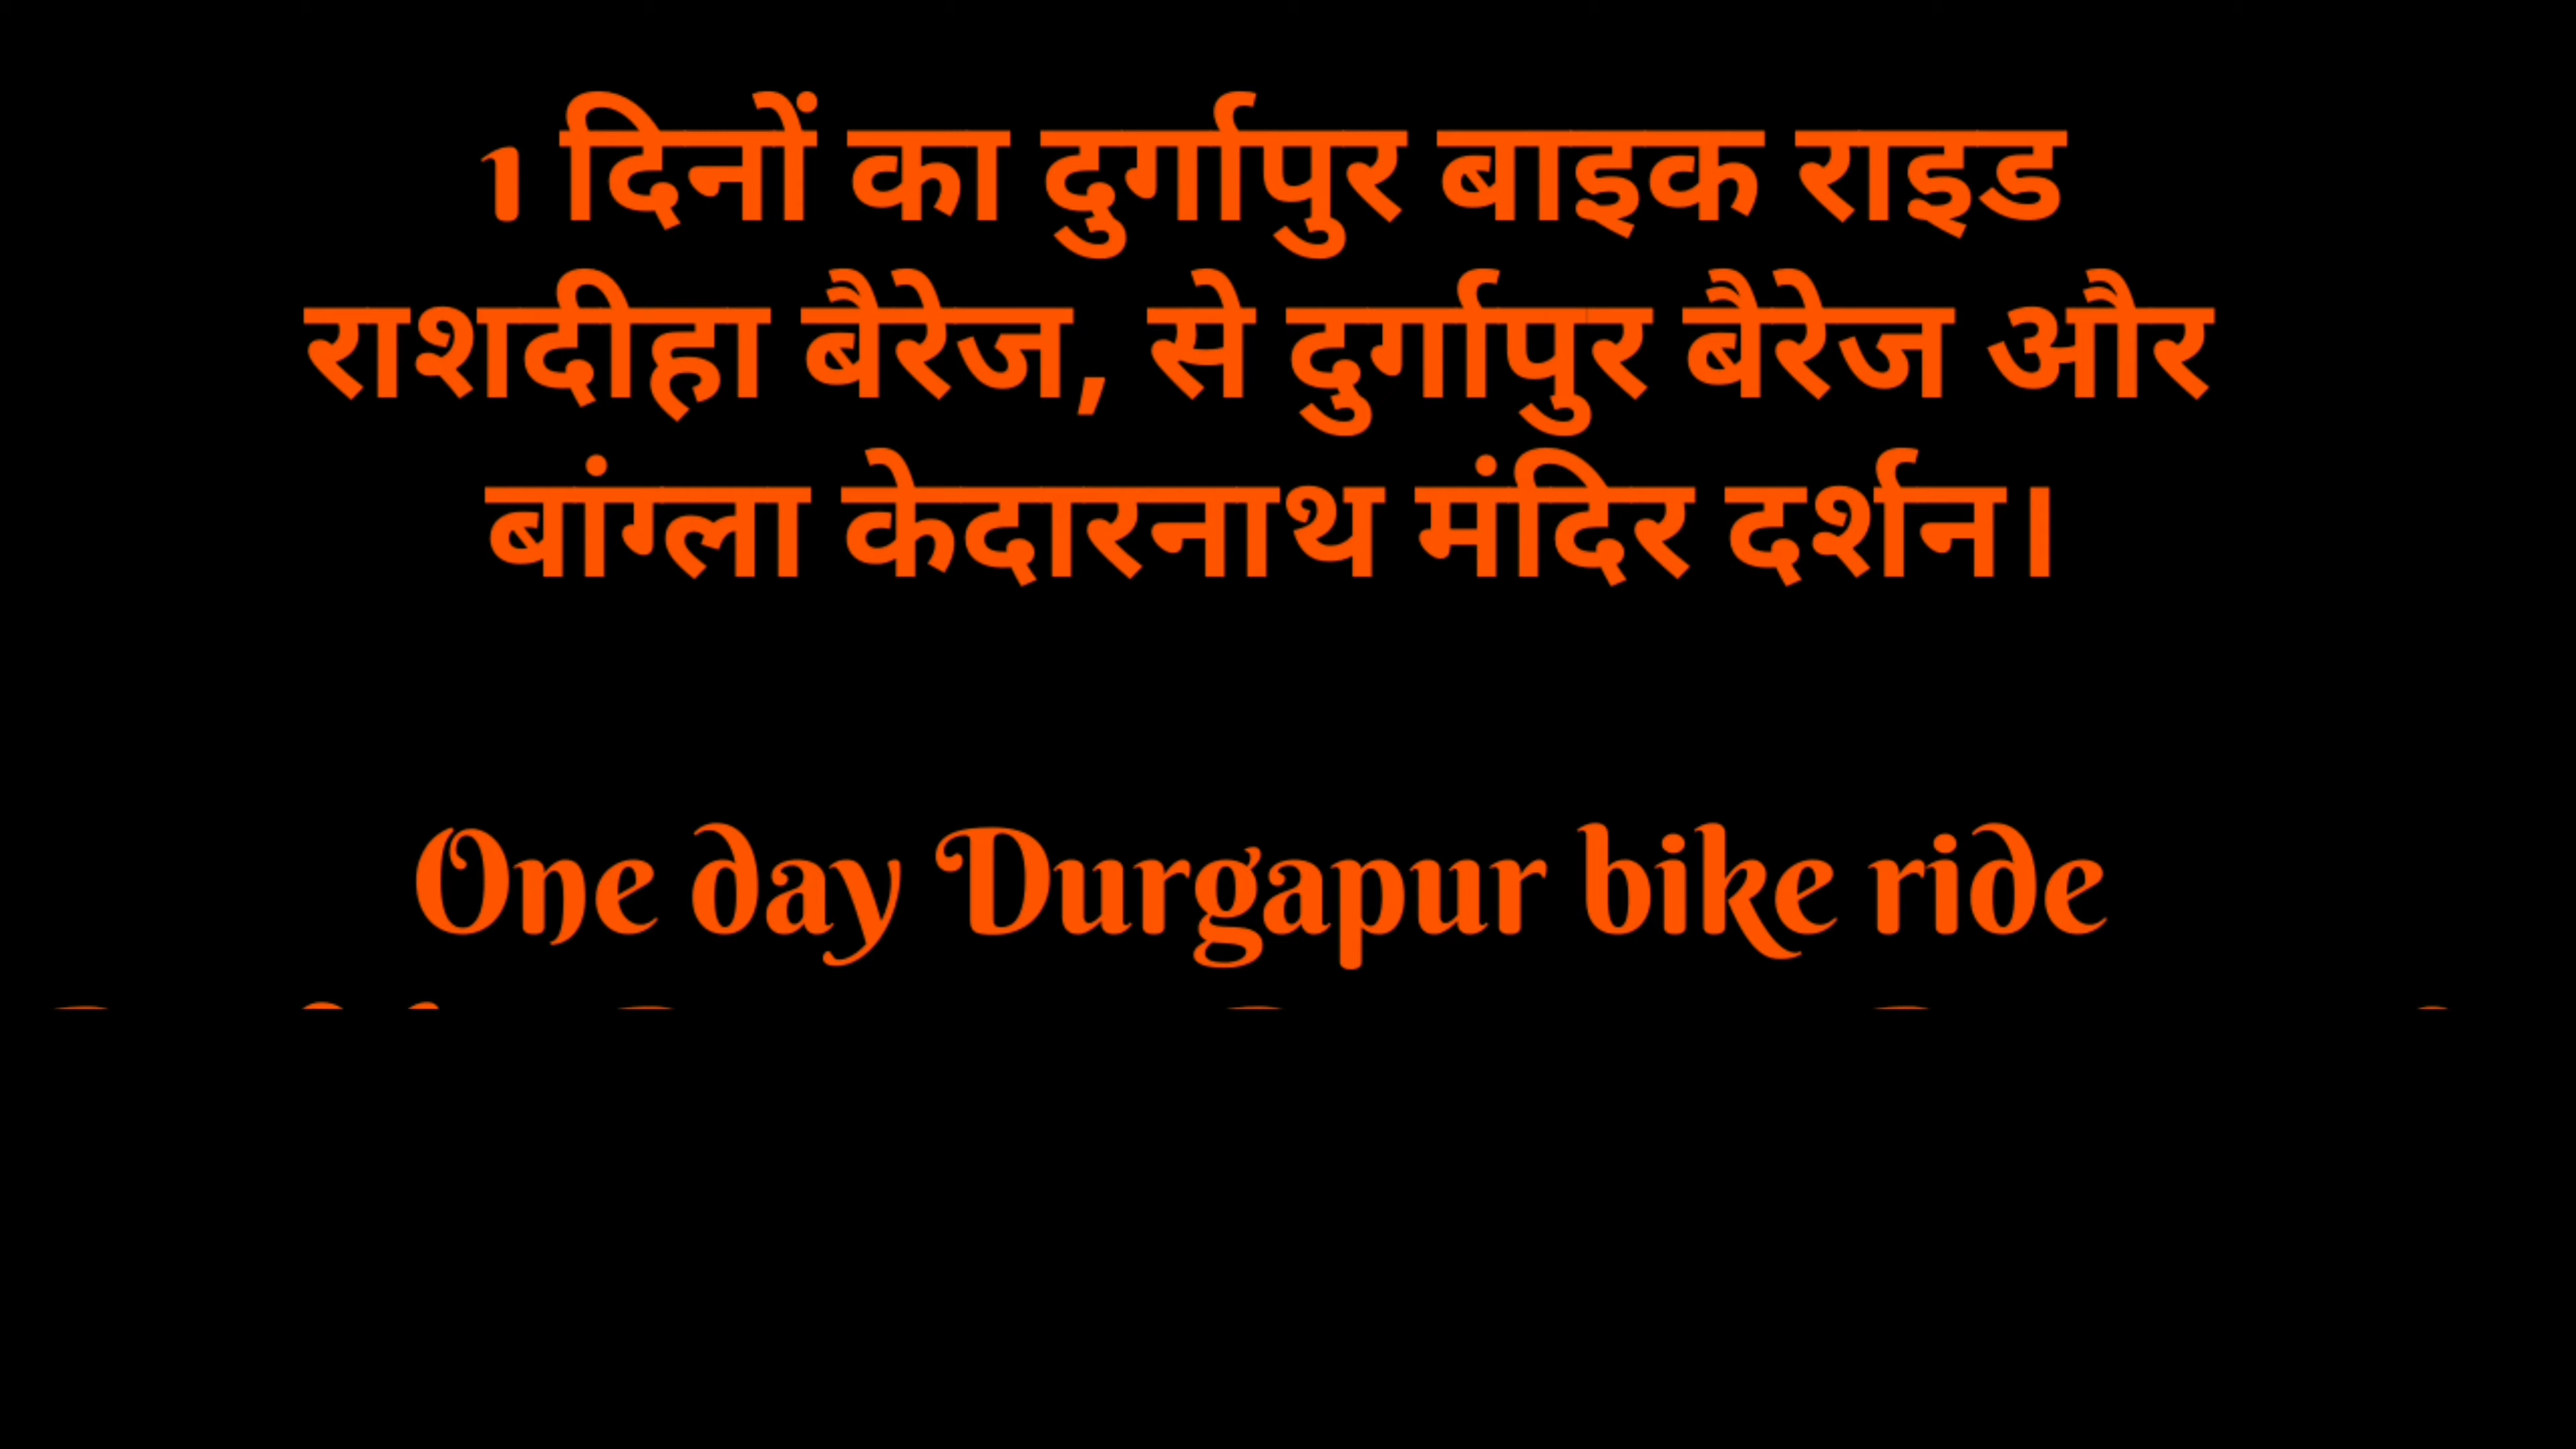 1 दिनों का दुर्गापुर बाइक राइड
राशदीहा बैरेज, से दुर्गापुर बैरेज और
बांग्ला केदारनाथ मंदिर दर्शन।
One day Durgapur bike ride